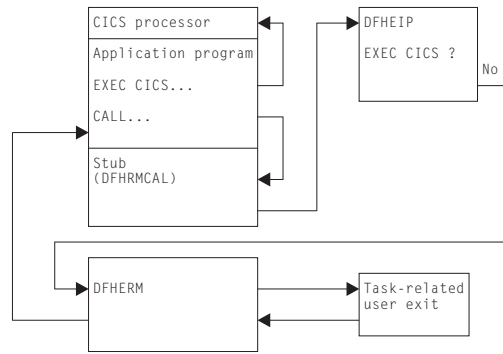 CICS processor
Application program
EXEC CICS...
CALL...
Stub
(DFHRMCAL)
DFHEIP
EXEC CICS ?
No
DFHERM
Task-related
user exit